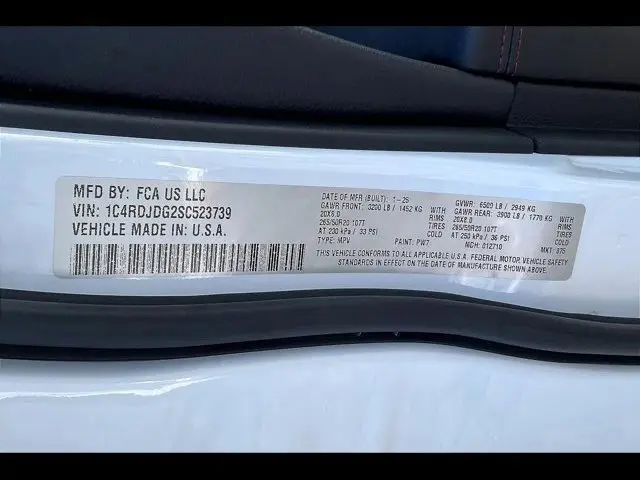 MFD BY: FCA US LLC
VIN: 1C4RDJDG2SC523739
VEHICLE MADE IN: U.S.A.
DATE OF MFR (BUILT): 1-25
GAWR FRONT: 3200 LB / 1452 KG
20X8.0 RIMS
265/50R20 107T TIRES
AT 230 kPa / 33 PSI COLD
TYPE: MPV PAINT: PW7
GVWR: 6500 LB / 2949 KG
GAWR REAR: 3900 LB / 1770 KG
20X8.0 RIMS
265/50R20 107T TIRES
AT 250 kPa / 36 PSI COLD
MDH: 012710 MKT: 375
THIS VEHICLE CONFORMS TO ALL APPLICABLE U.S.A. FEDERAL MOTOR VEHICLE SAFETY
STANDARDS IN EFFECT ON THE DATE OF MANUFACTURE SHOWN ABOVE.